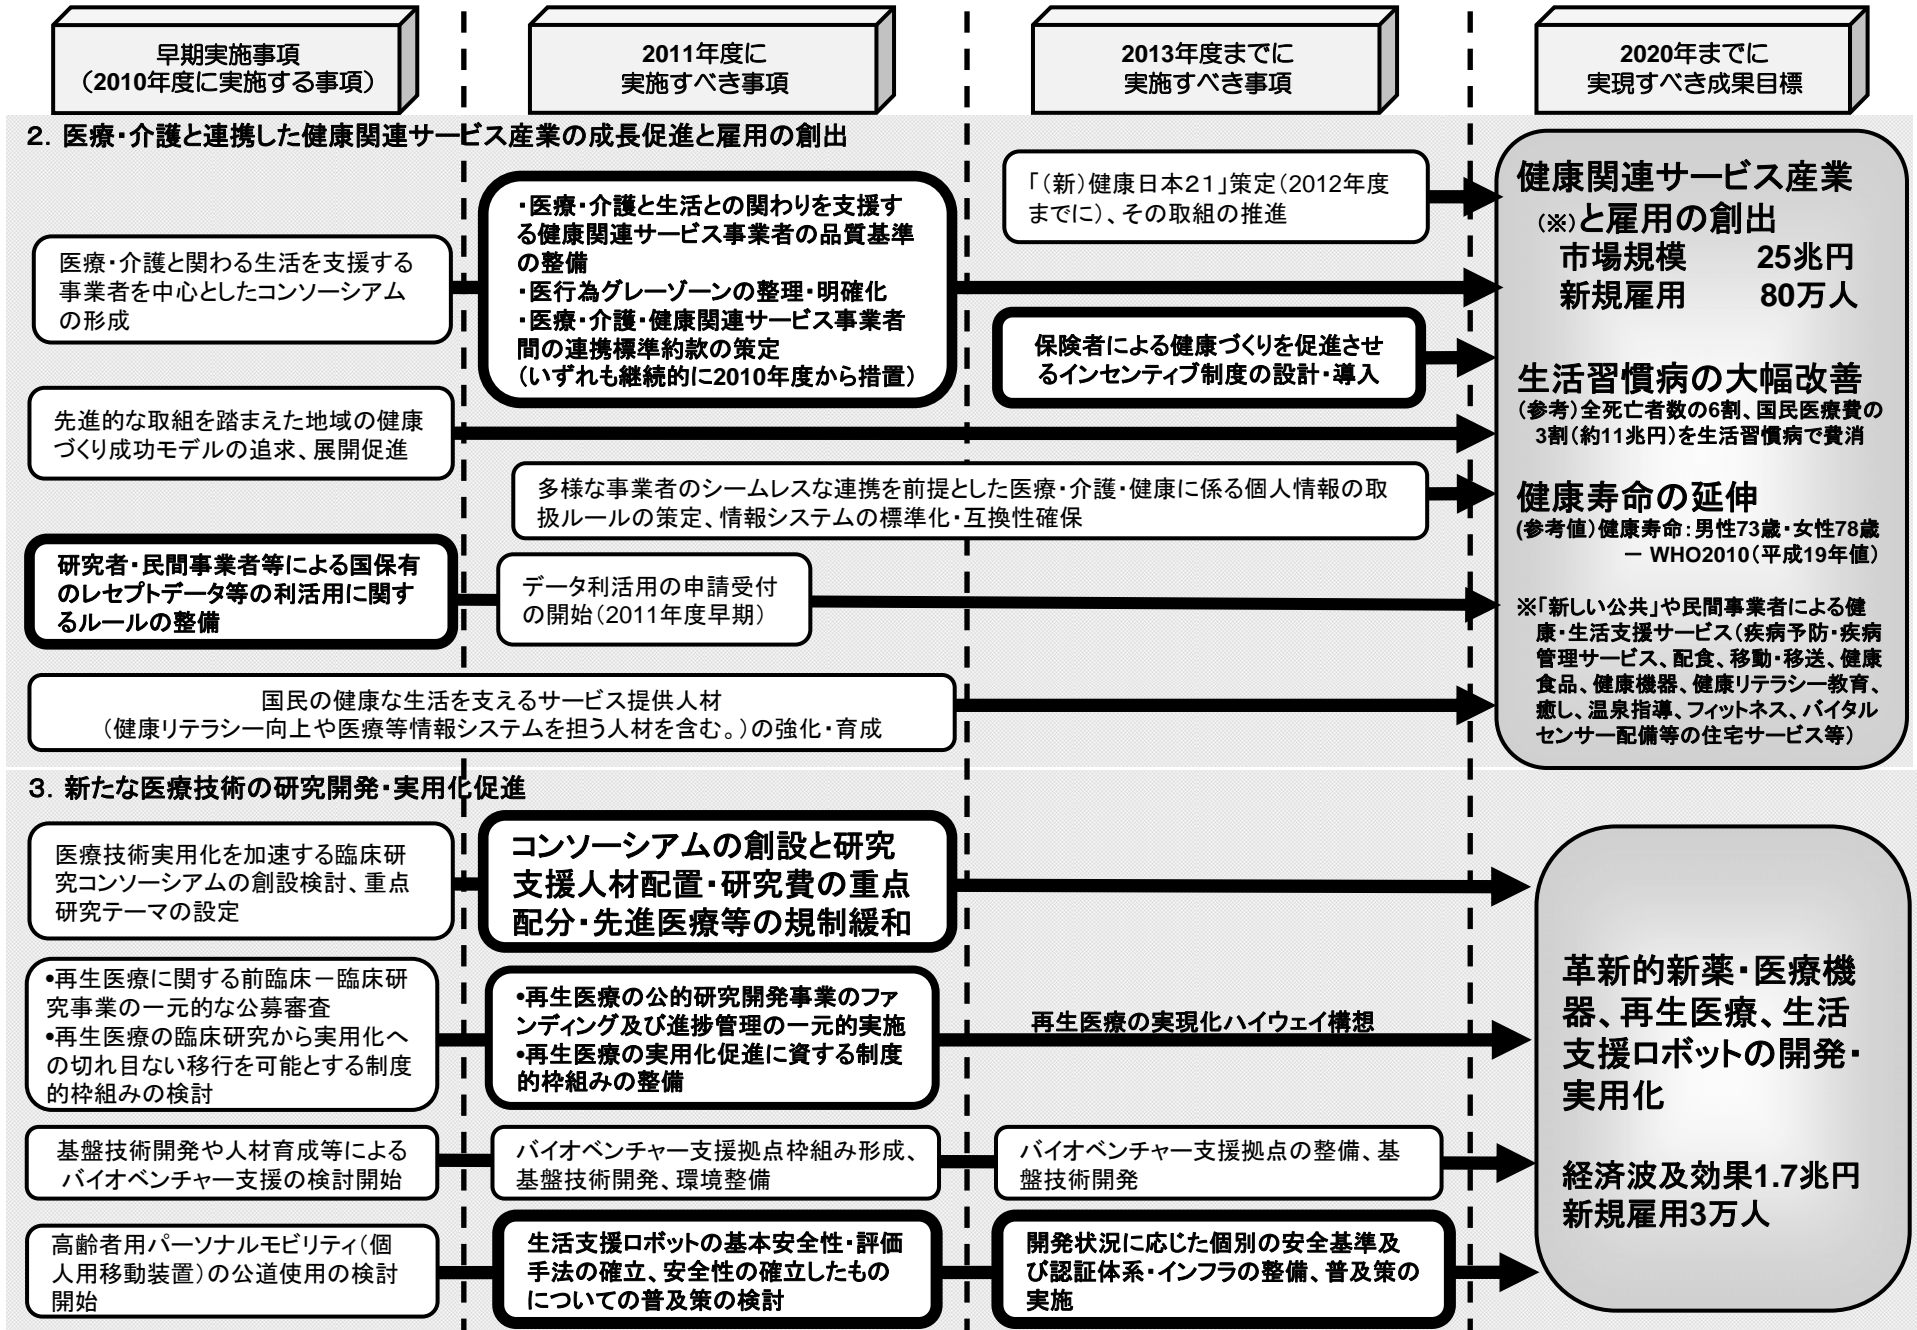 早期実施事項
（2010年度に実施する事項）
2011年度に
実施すべき事項
2013年度までに
実施すべき事項
2020年までに
実現すべき成果目標
２．医療・介護と連携した健康関連サービス産業の成長促進と雇用の創出
医療・介護と関わる生活を支援する
事業者を中心としたコンソーシアム
の形成
・医療・介護と生活との関わりを支援す
る健康関連サービス事業者の品質基準
の整備
・医行為グレーゾーンの整理・明確化
・医療・介護・健康関連サービス事業者
間の連携標準約款の策定
（いずれも継続的に2010年度から措置）
「（新）健康日本２１」策定（2012年度
までに）、その取組の推進
保険者による健康づくりを促進させ
るインセンティブ制度の設計・導入
先進的な取組を踏まえた地域の健康
づくり成功モデルの追求、展開促進
多様な事業者のシームレスな連携を前提とした医療・介護・健康に係る個人情報の取
扱ルールの策定、情報システムの標準化・互換性確保
研究者・民間事業者等による国保有
のレセプトデータ等の利活用に関す
るルールの整備
データ利活用の申請受付
の開始（2011年度早期）
国民の健康な生活を支えるサービス提供人材
（健康リテラシー向上や医療等情報システムを担う人材を含む。）の強化・育成
健康関連サービス産業
（※）と雇用の創出
市場規模 25兆円
新規雇用 80万人
生活習慣病の大幅改善
（参考）全死亡者数の6割、国民医療費の
3割（約11兆円）を生活習慣病で費消
健康寿命の延伸
(参考値）健康寿命：男性73歳・女性78歳
－ WHO2010（平成19年値）
※「新しい公共」や民間事業者による健
康・生活支援サービス（疾病予防・疾病
管理サービス、配食、移動・移送、健康
食品、健康機器、健康リテラシー教育、
癒し、温泉指導、フィットネス、バイタル
センサー配備等の住宅サービス等）
３．新たな医療技術の研究開発・実用化促進
医療技術実用化を加速する臨床研
究コンソーシアムの創設検討、重点
研究テーマの設定
コンソーシアムの創設と研究
支援人材配置・研究費の重点
配分・先進医療等の規制緩和
•再生医療に関する前臨床－臨床研
究事業の一元的な公募審査
•再生医療の臨床研究から実用化へ
の切れ目ない移行を可能とする制度
的枠組みの検討
•再生医療の公的研究開発事業のファ
ンディング及び進捗管理の一元的実施
•再生医療の実用化促進に資する制度
的枠組みの整備
再生医療の実現化ハイウェイ構想
基盤技術開発や人材育成等による
バイオベンチャー支援の検討開始
バイオベンチャー支援拠点枠組み形成、
基盤技術開発、環境整備
バイオベンチャー支援拠点の整備、基
盤技術開発
高齢者用パーソナルモビリティ（個
人用移動装置）の公道使用の検討
開始
生活支援ロボットの基本安全性・評価
手法の確立、安全性の確立したもの
についての普及策の検討
開発状況に応じた個別の安全基準及
び認証体系・インフラの整備、普及策の
実施
革新的新薬・医療機
器、再生医療、生活
支援ロボットの開発・
実用化
経済波及効果1.7兆円
新規雇用3万人